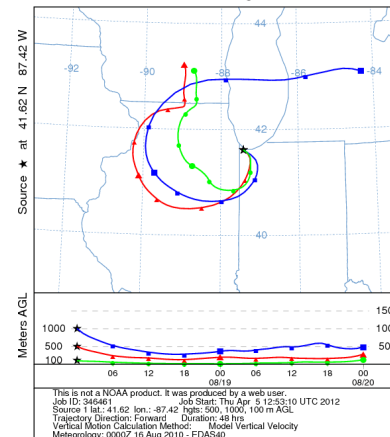 44
-92
-90
-88
-86
-84
42
40
Source ★ at 41.62 N 87.42 W
Meters AGL
1000
500
100
150
100
50
06 12 18 00 06 12 18 00
08/19 08/20
This is not a NOAA product. It was produced by a web user.
Job ID: 346461 Job Start: Thu Apr 5 12:53:10 UTC 2012
Source 1 lat.: 41.62 lon.: -87.42 hgts: 500, 1000, 100 m AGL
Trajectory Direction: Forward Duration: 48 hrs
Vertical Motion Calculation Method: Model Vertical Velocity
Meteorology: 0000Z 16 Aug 2010 - EDAS40